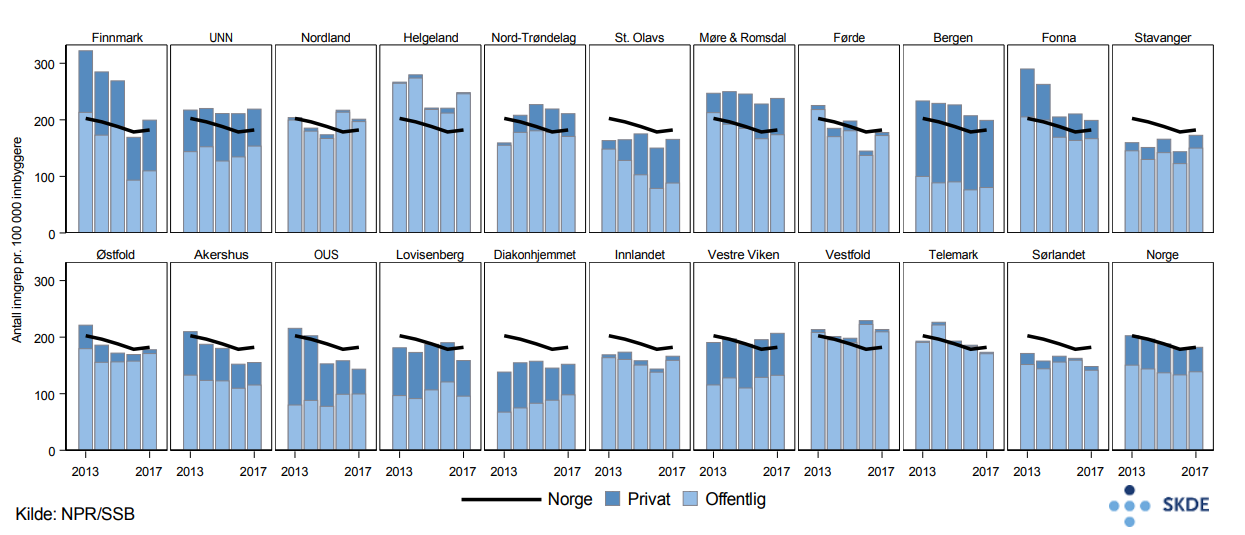 Finnmark UNN Nordland Helgeland Nord-Trøndelag St. Olavs Møre & Romsdal Førde Bergen Fonna Stavanger
300
200
100
0
Antall inngrep pr. 100 000 innbyggere
Østfold Akershus OUS Lovisenberg Diakonhjemmet Innlandet Vestre Viken Vestfold Telemark Sørlandet Norge
300
200
100
0
2013 2017 2013 2017 2013 2017 2013 2017 2013 2017 2013 2017 2013 2017 2013 2017 2013 2017 2013 2017 2013 2017
Norge Privat Offentlig
Kilde: NPR/SSB
SKDE